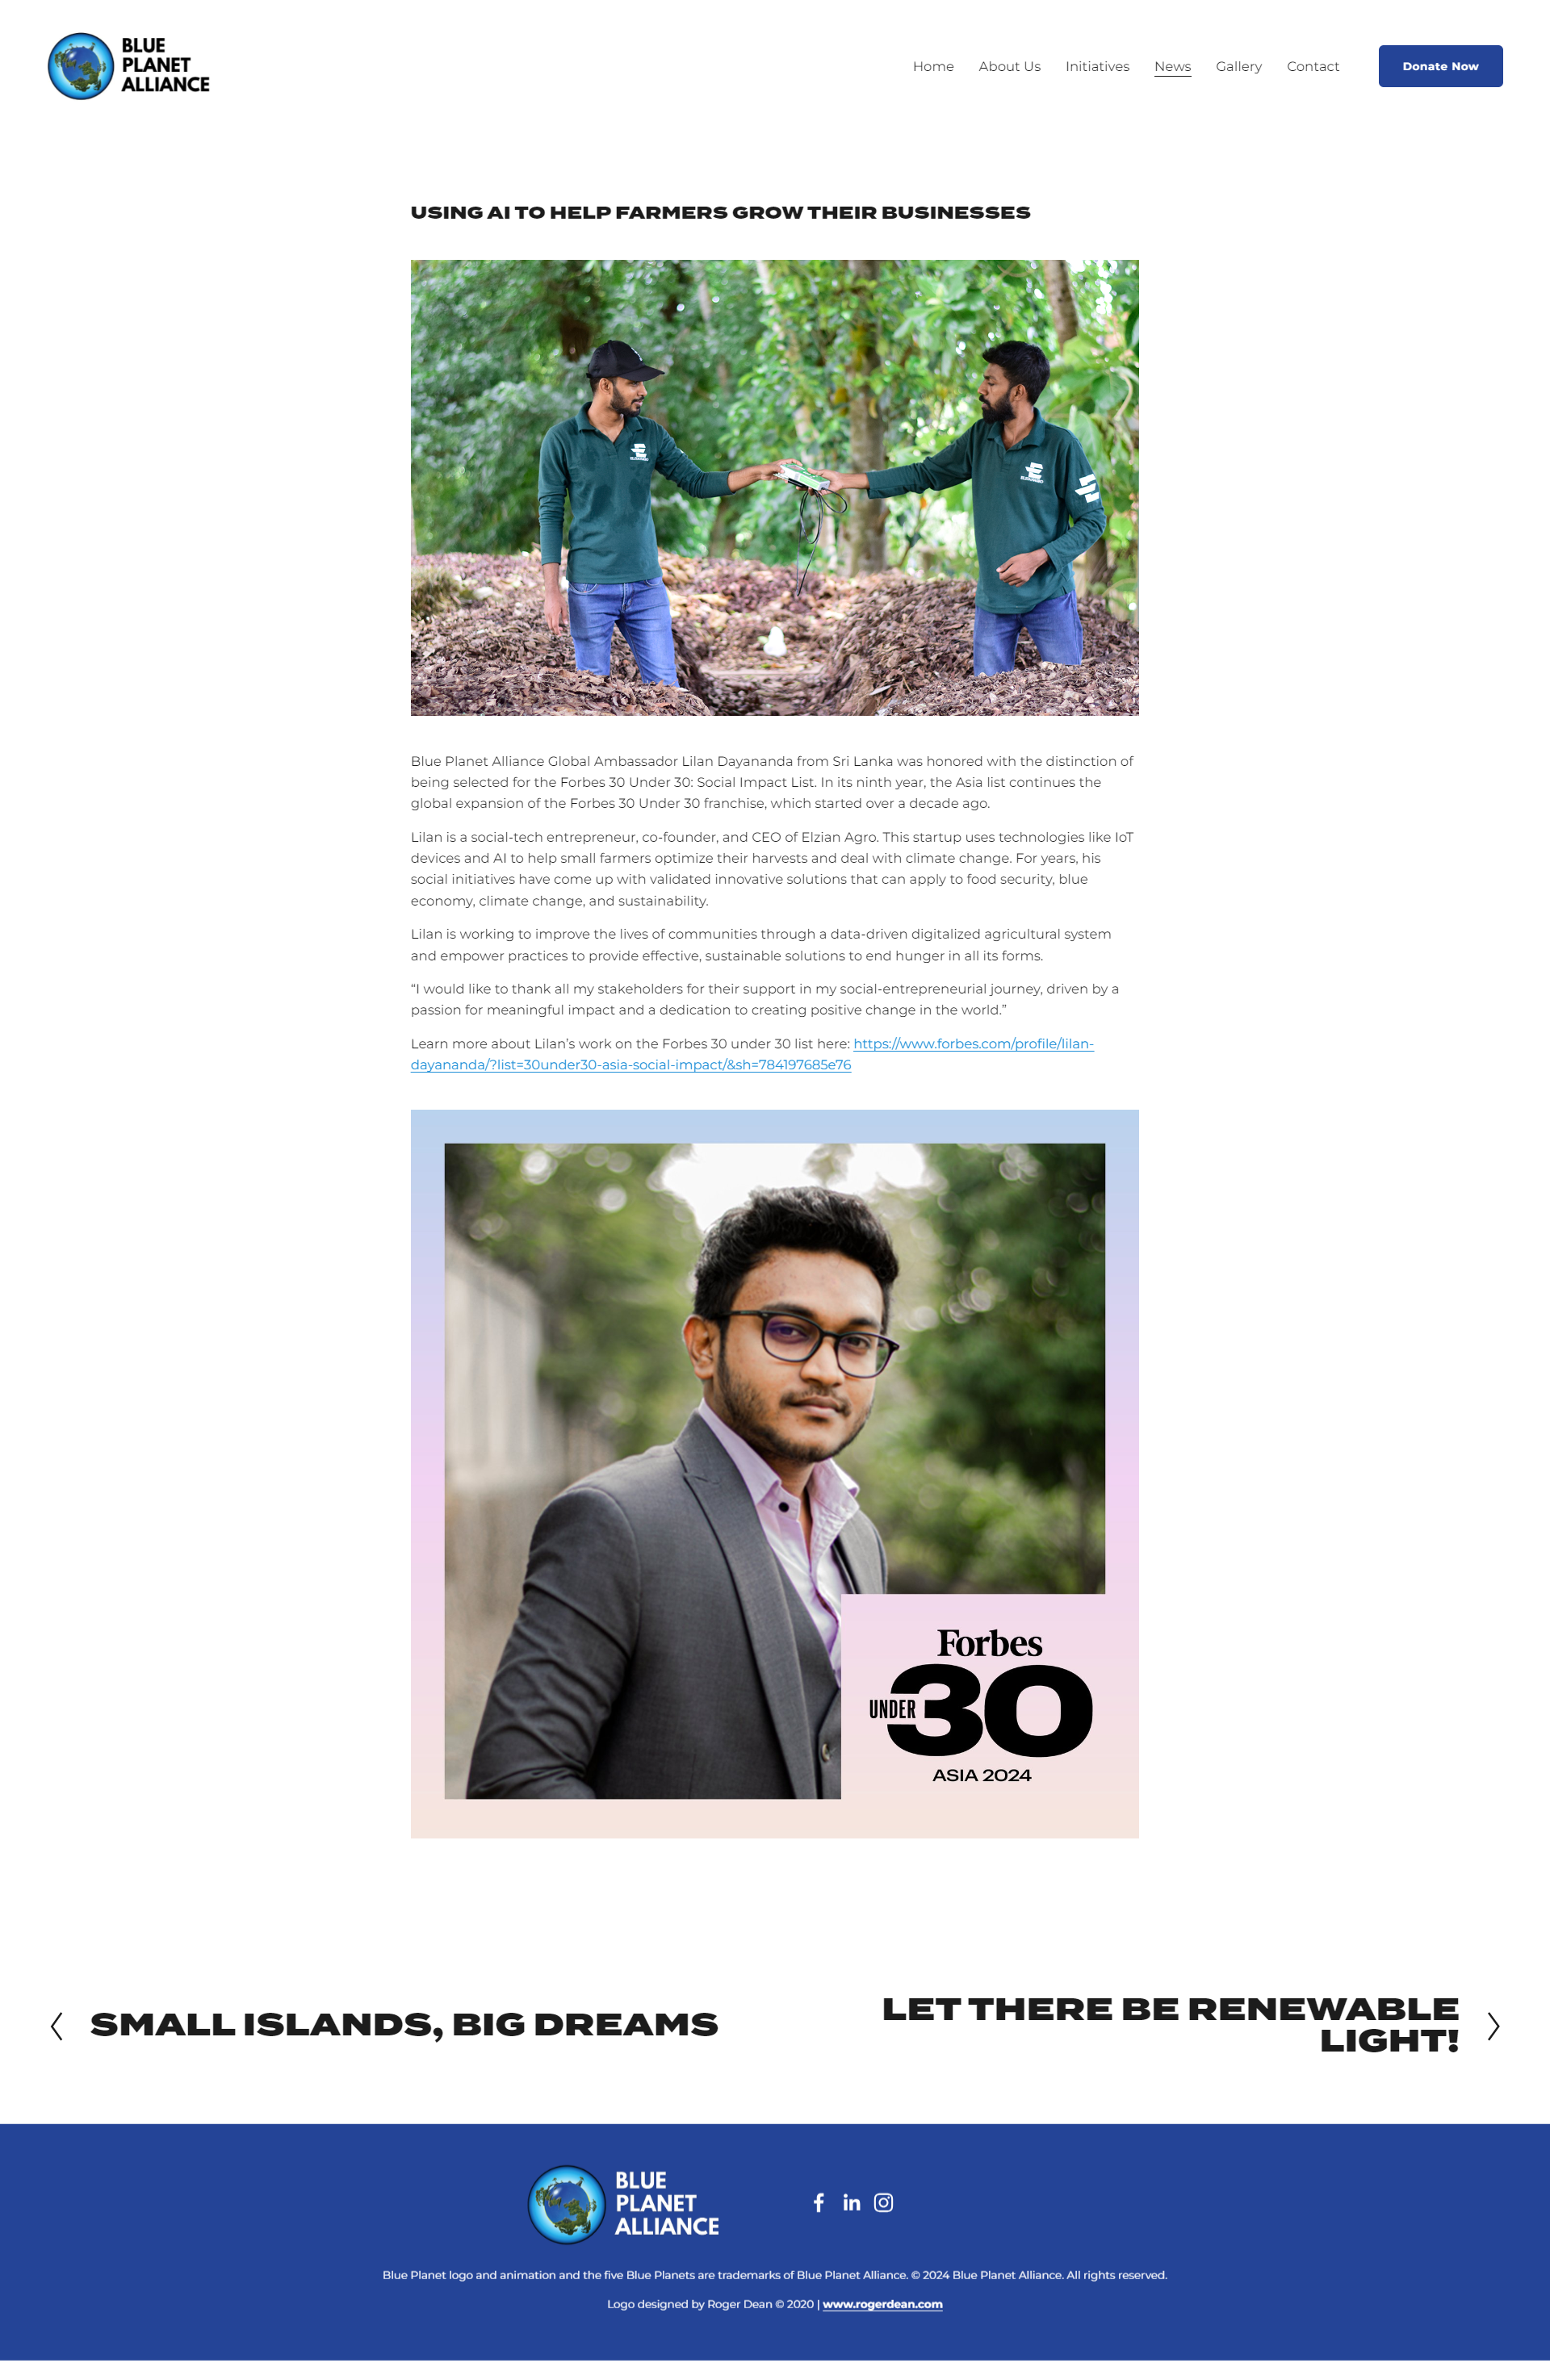 BLUE
PLANET
ALLIANCE
Home About Us Initiatives News Gallery Contact Donate Now
USING AI TO HELP FARMERS GROW THEIR BUSINESSES
Blue Planet Alliance Global Ambassador Lilan Dayananda from Sri Lanka was honored with the distinction of
being selected for the Forbes 30 Under 30: Social Impact List. In its ninth year, the Asia list continues the
global expansion of the Forbes 30 Under 30 franchise, which started over a decade ago.
Lilan is a social-tech entrepreneur, co-founder, and CEO of Elzian Agro. This startup uses technologies like IoT
devices and AI to help small farmers optimize their harvests and deal with climate change. For years, his
social initiatives have come up with validated innovative solutions that can apply to food security, blue
economy, climate change, and sustainability.
Lilan is working to improve the lives of communities through a data-driven digitalized agricultural system
and empower practices to provide effective, sustainable solutions to end hunger in all its forms.
“I would like to thank all my stakeholders for their support in my social-entrepreneurial journey, driven by a
passion for meaningful impact and a dedication to creating positive change in the world.”
Learn more about Lilan’s work on the Forbes 30 under 30 list here: https://www.forbes.com/profile/lilan-
dayananda/?list=30under30-asia-social-impact/&sh=784197685e76
Forbes
UNDER 30
ASIA 2024
SMALL ISLANDS, BIG DREAMS
LET THERE BE RENEWABLE
LIGHT!
BLUE
PLANET
ALLIANCE
Blue Planet logo and animation and the five Blue Planets are trademarks of Blue Planet Alliance. © 2024 Blue Planet Alliance. All rights reserved.
Logo designed by Roger Dean © 2020 | www.rogerdean.com